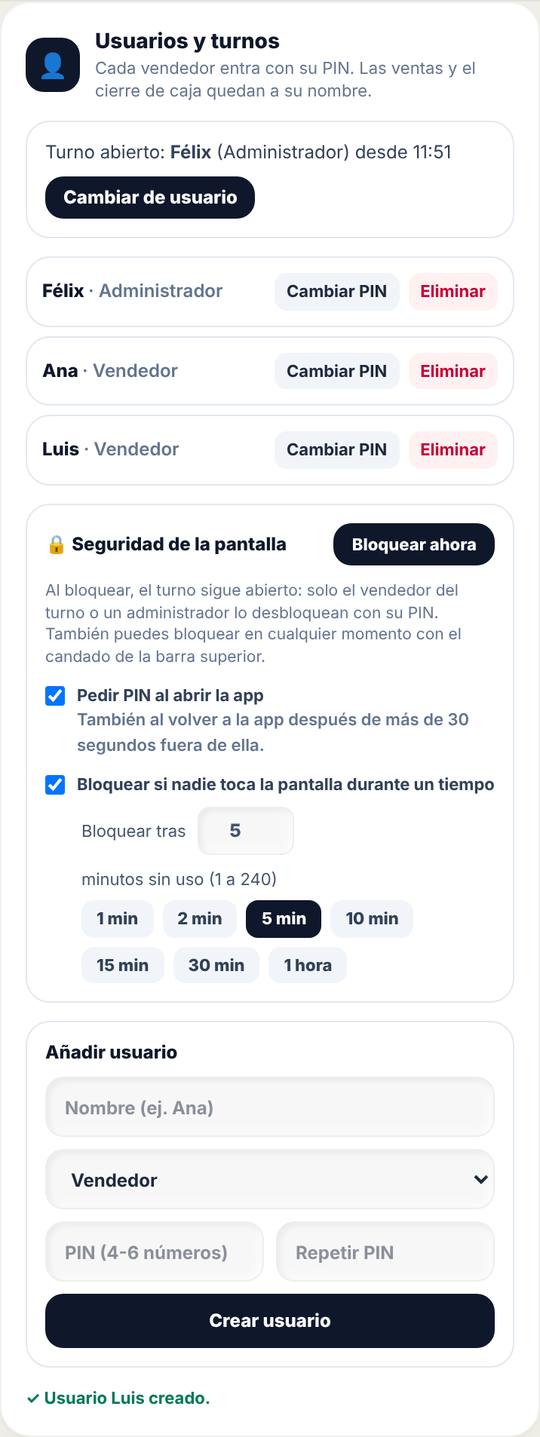 Usuarios y turnos
Cada vendedor entra con su PIN. Las ventas y el
cierre de caja quedan a su nombre.
Turno abierto: Félix (Administrador) desde 11:51
Cambiar de usuario
Félix · Administrador Cambiar PIN Eliminar
Ana · Vendedor Cambiar PIN Eliminar
Luis · Vendedor Cambiar PIN Eliminar
🔒 Seguridad de la pantalla Bloquear ahora
Al bloquear, el turno sigue abierto: solo el vendedor del
turno o un administrador lo desbloquean con su PIN.
También puedes bloquear en cualquier momento con el
candado de la barra superior.
Pedir PIN al abrir la app
También al volver a la app después de más de 30
segundos fuera de ella.
Bloquear si nadie toca la pantalla durante un tiempo
Bloquear tras 5
minutos sin uso (1 a 240)
1 min 2 min 5 min 10 min
15 min 30 min 1 hora
Añadir usuario
Nombre (ej. Ana)
Vendedor
PIN (4-6 números) Repetir PIN
Crear usuario
✓ Usuario Luis creado.